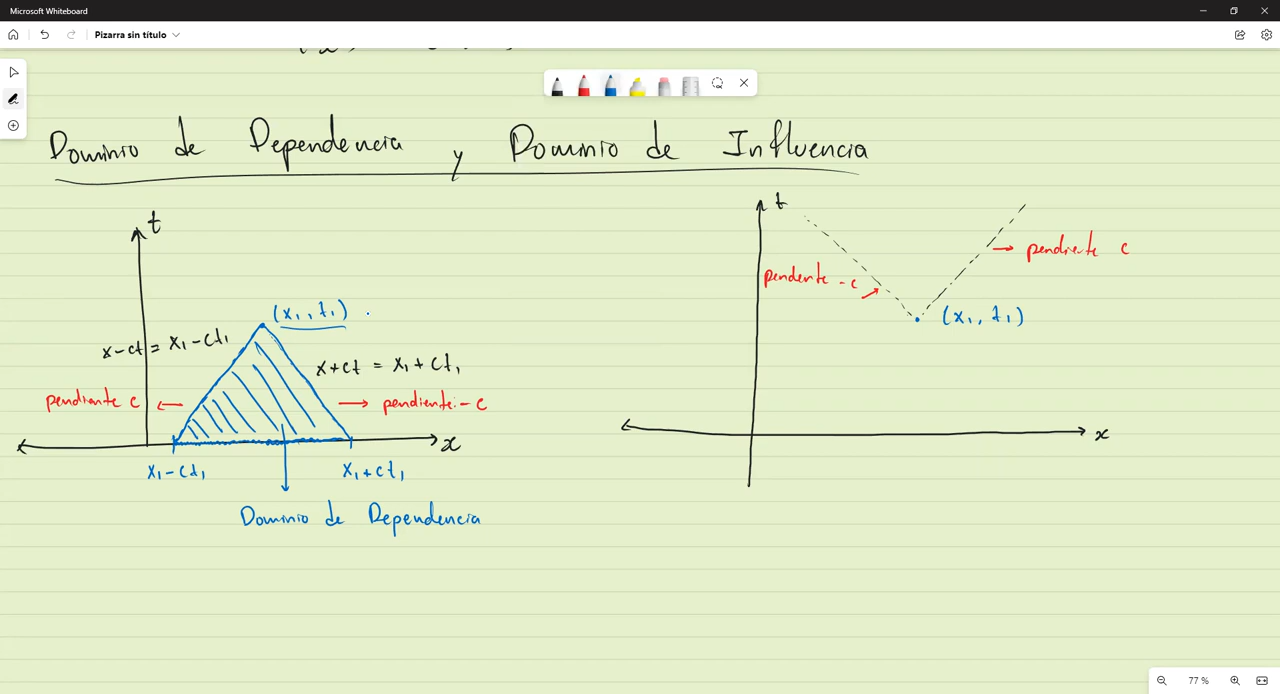 Microsoft Whiteboard
Pizarra sin título
Dominio de Dependencia y Dominio de Influencia
t
(x₁, t₁)
x-ct = x₁-ct₁
x+ct = x₁+ct₁
pendiente c
pendiente -c
x
x₁-ct₁
x₁+ct₁
Dominio de Dependencia
t
pendiente c
pendente -c
(x₁, t₁)
x
77 %